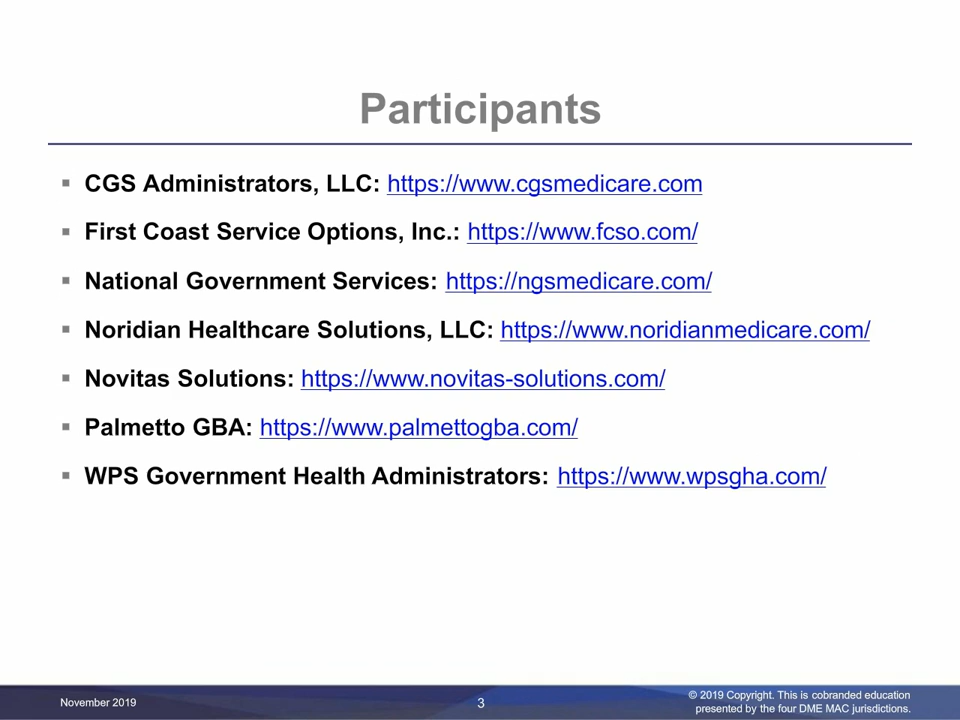 Participants
▪ CGS Administrators, LLC: https://www.cgsmedicare.com
▪ First Coast Service Options, Inc.: https://www.fcso.com/
▪ National Government Services: https://ngsmedicare.com/
▪ Noridian Healthcare Solutions, LLC: https://www.noridianmedicare.com/
▪ Novitas Solutions: https://www.novitas-solutions.com/
▪ Palmetto GBA: https://www.palmettogba.com/
▪ WPS Government Health Administrators: https://www.wpsgha.com/
November 2019
3
© 2019 Copyright. This is cobranded education
presented by the four DME MAC jurisdictions.